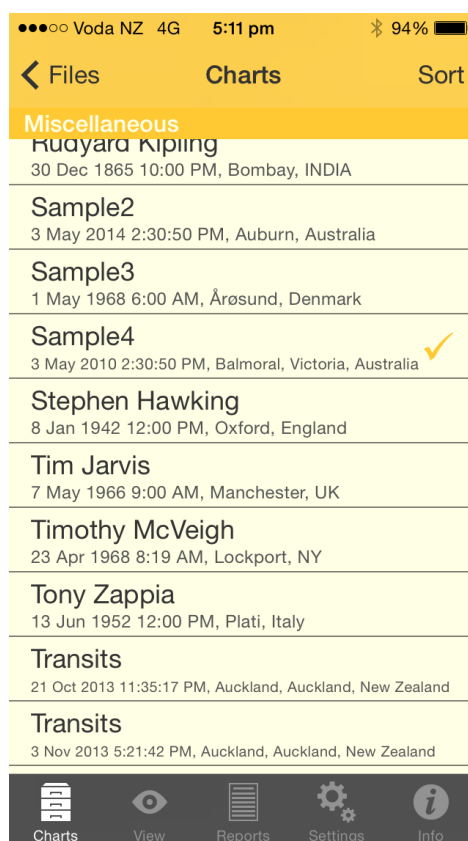 Voda NZ 4G 5:11 pm 94%
Files Charts Sort
Miscellaneous
Rudyard Kipling
30 Dec 1865 10:00 PM, Bombay, INDIA
Sample2
3 May 2014 2:30:50 PM, Auburn, Australia
Sample3
1 May 1968 6:00 AM, Årøsund, Denmark
Sample4
3 May 2010 2:30:50 PM, Balmoral, Victoria, Australia
Stephen Hawking
8 Jan 1942 12:00 PM, Oxford, England
Tim Jarvis
7 May 1966 9:00 AM, Manchester, UK
Timothy McVeigh
23 Apr 1968 8:19 AM, Lockport, NY
Tony Zappia
13 Jun 1952 12:00 PM, Plati, Italy
Transits
21 Oct 2013 11:35:17 PM, Auckland, Auckland, New Zealand
Transits
3 Nov 2013 5:21:42 PM, Auckland, Auckland, New Zealand
Charts View Reports Settings Info